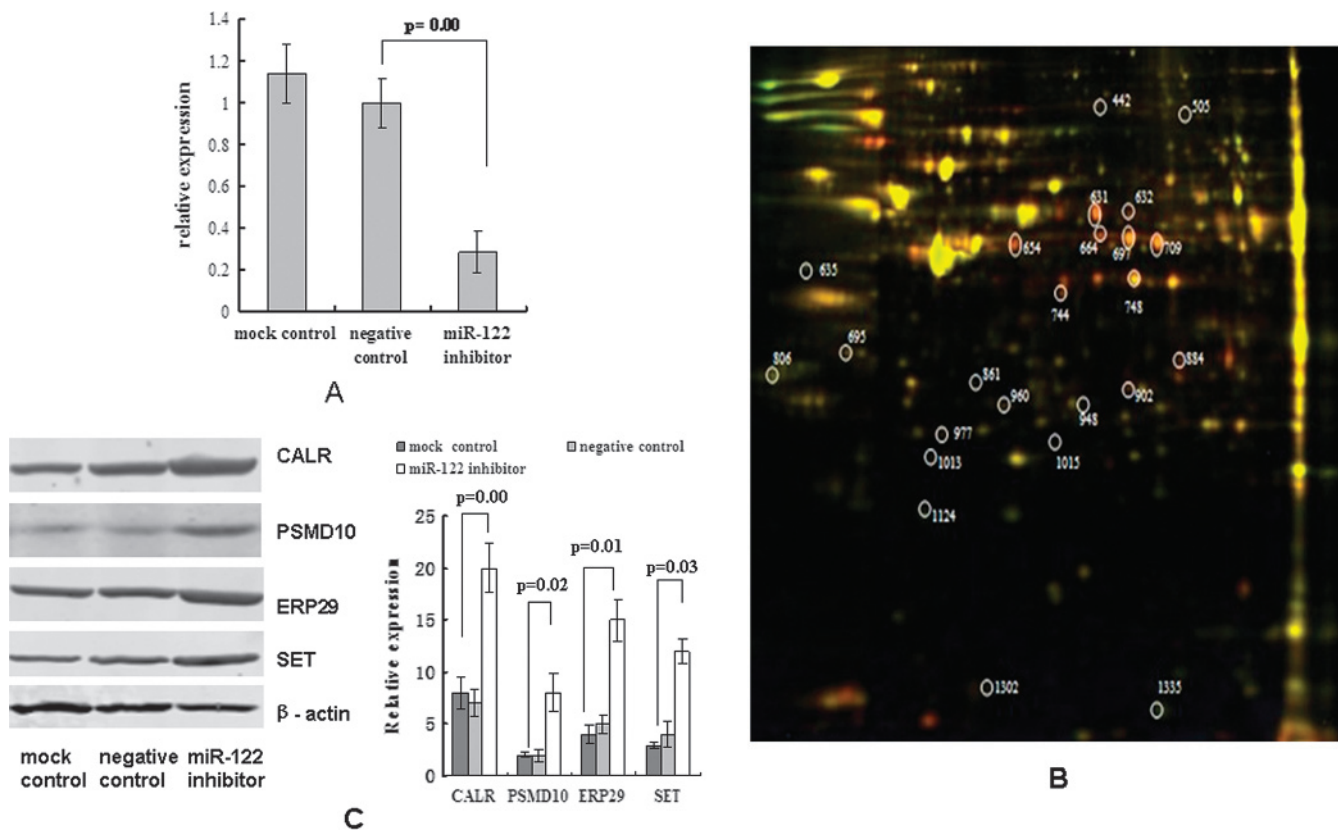 p= 0.00
1.4
1.2
1
0.8
0.6
0.4
0.2
0
relative expression
mock control
negative control
miR-122 inhibitor
A
442
505
631
632
654
664
697
709
635
744
748
695
806
861
884
960
948
902
977
1013
1015
1124
1302
1335
B
CALR
PSMD10
ERP29
SET
β - actin
mock control
negative control
miR-122 inhibitor
mock control
negative control
miR-122 inhibitor
p=0.00
p=0.02
p=0.01
p=0.03
25
20
15
10
5
0
Relative expression
CALR
PSMD10
ERP29
SET
C